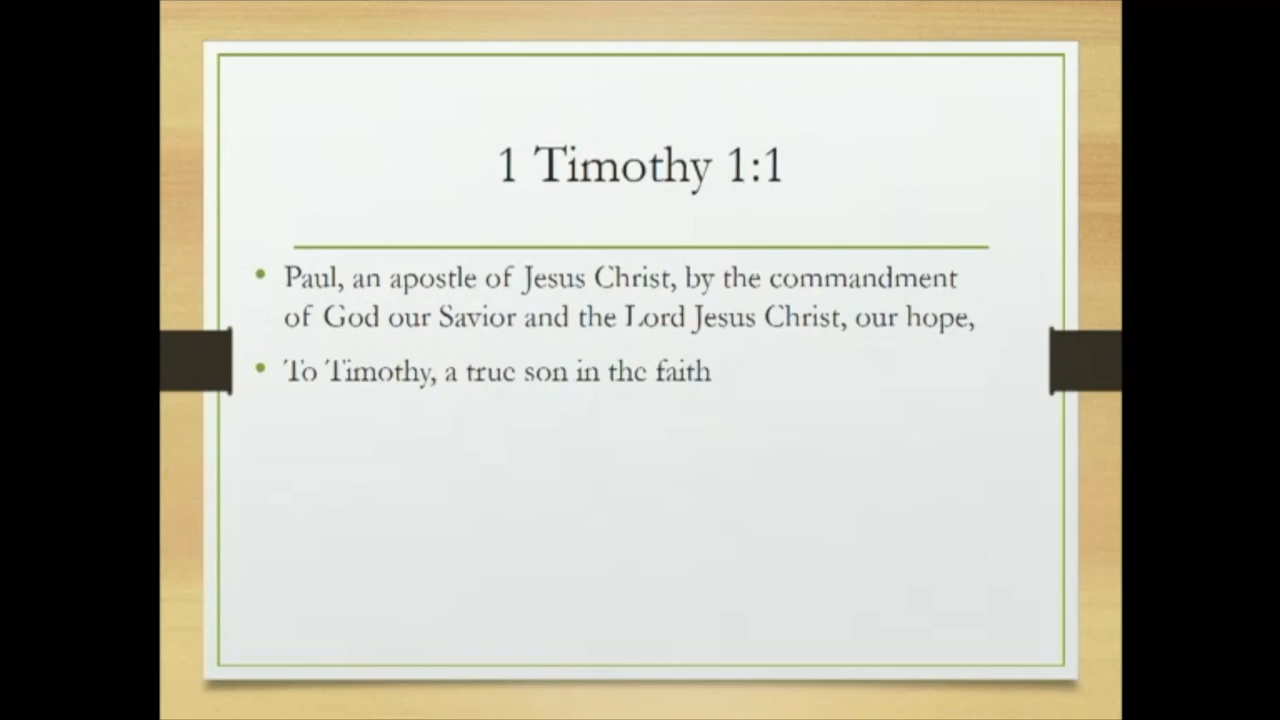 1 Timothy 1:1
• Paul, an apostle of Jesus Christ, by the commandment
of God our Savior and the Lord Jesus Christ, our hope,
• To Timothy, a true son in the faith